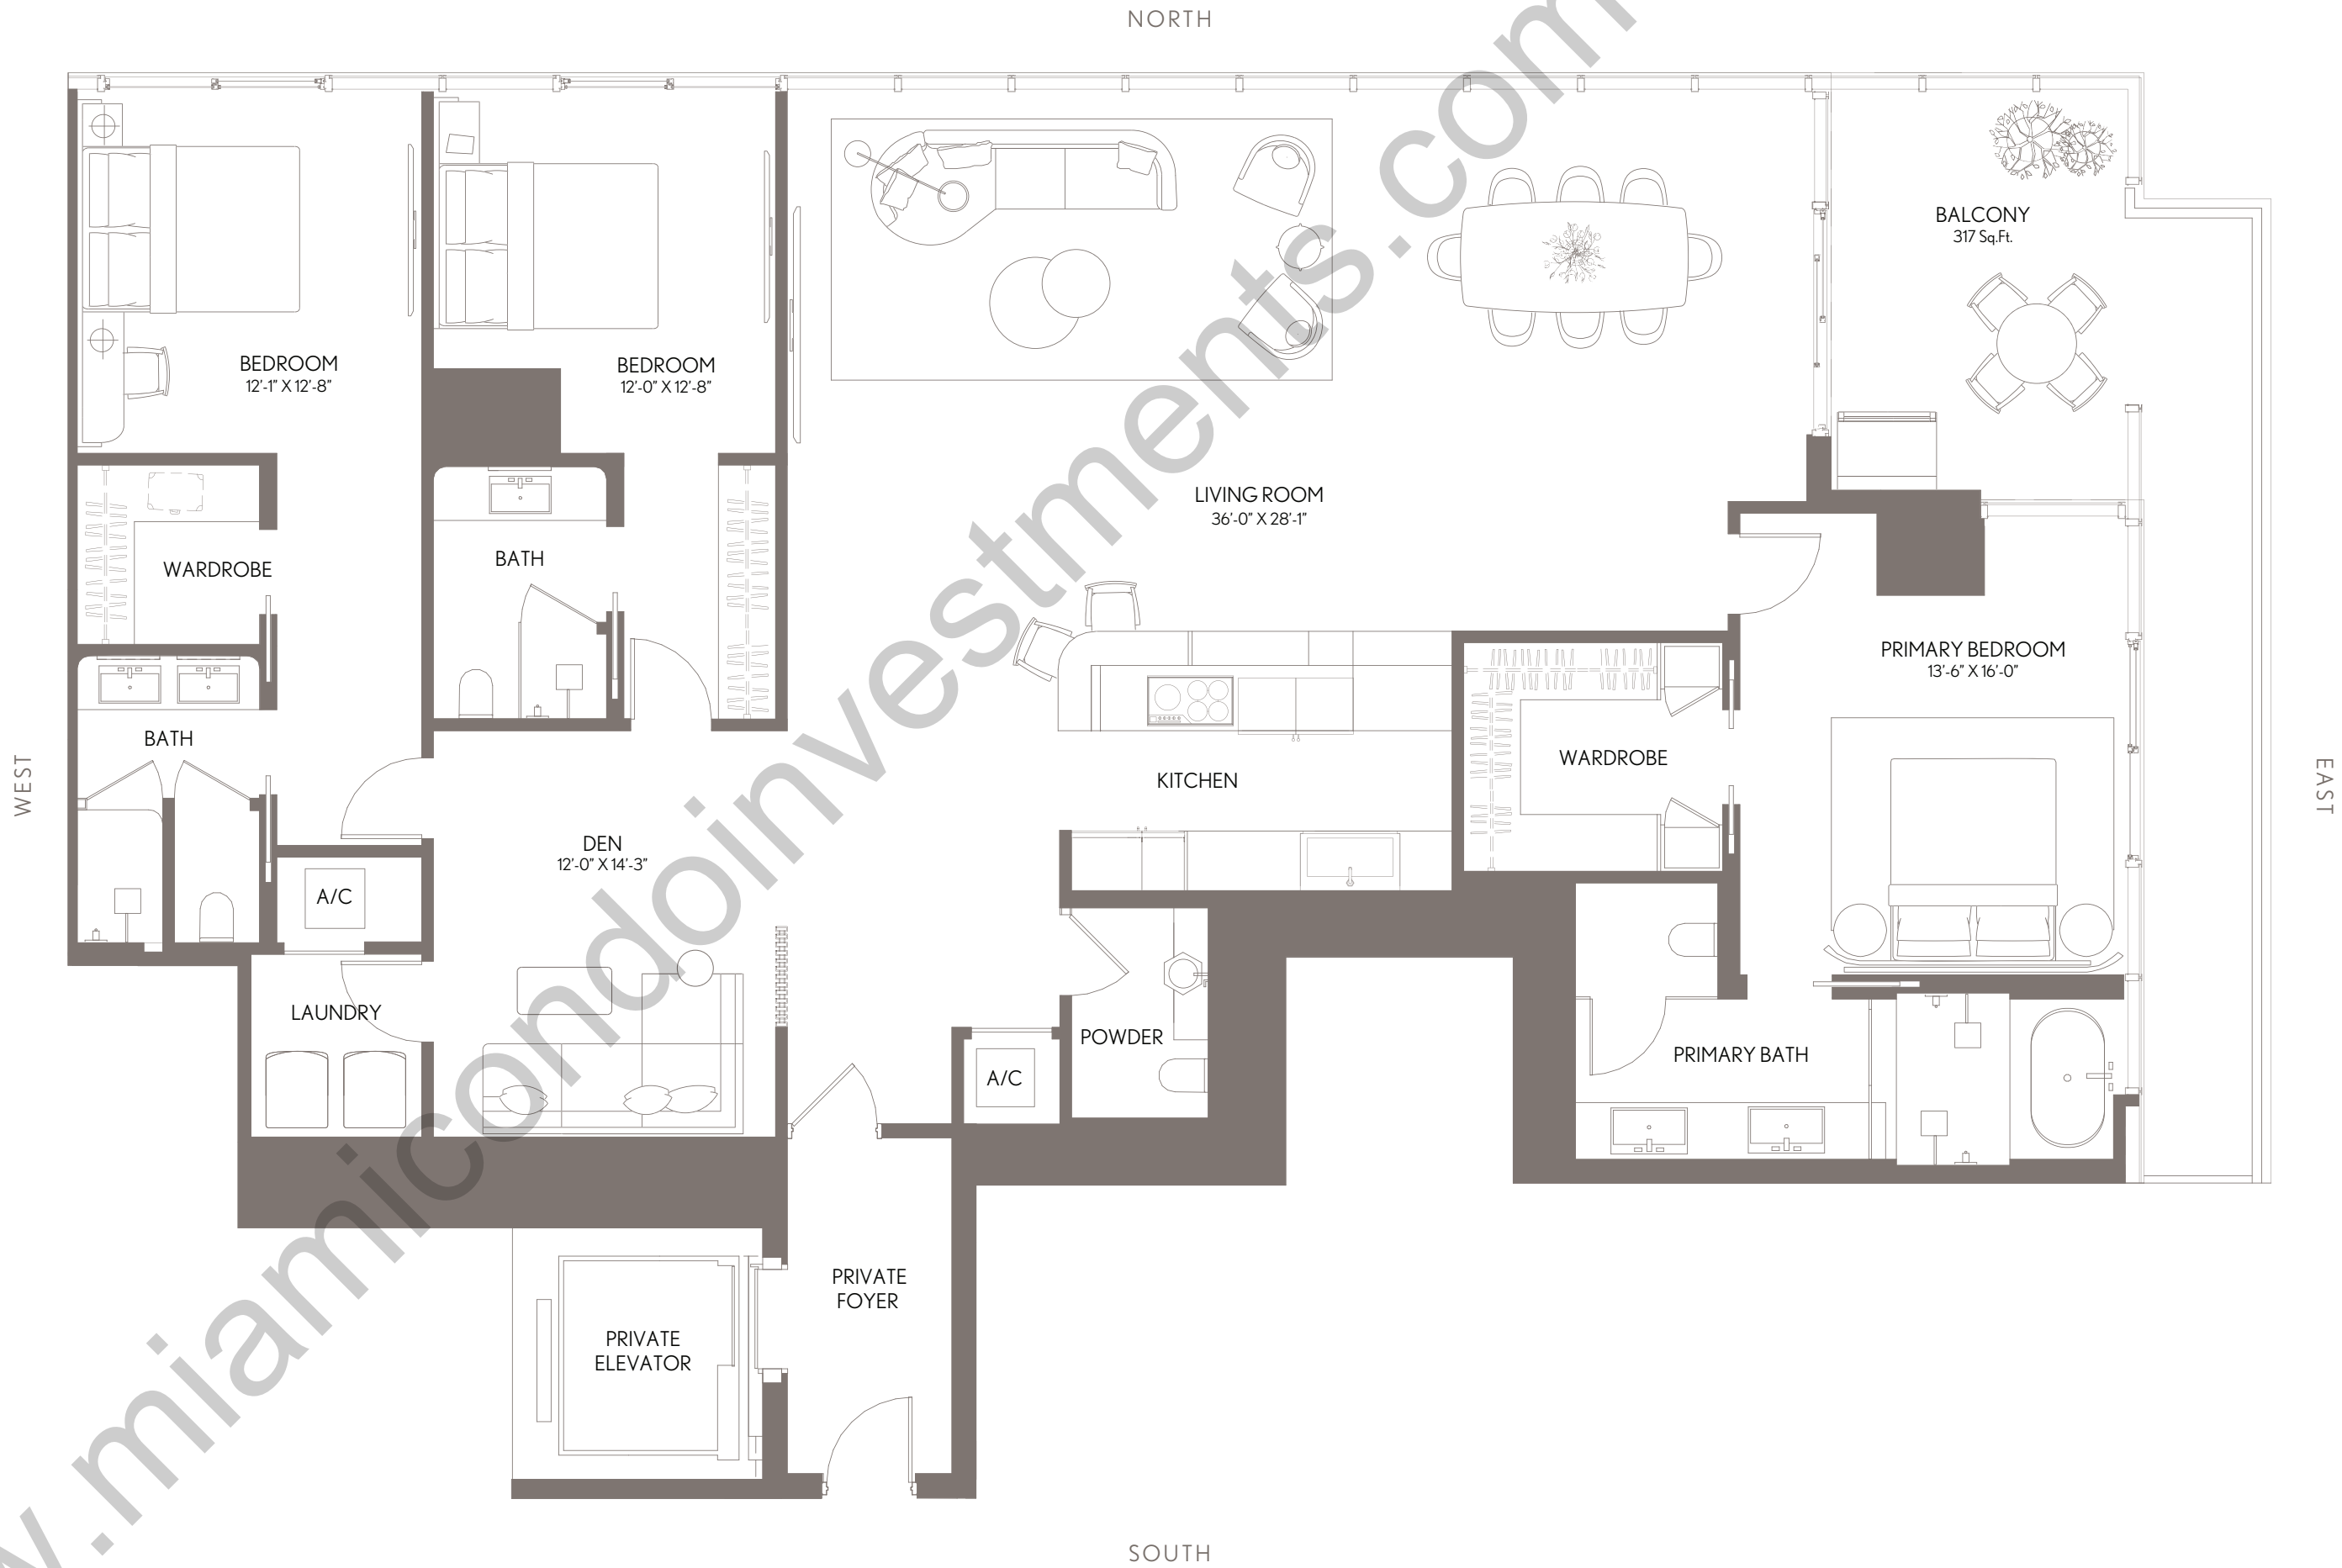 NORTH
BALCONY
317 Sq.Ft.
BEDROOM
12'-1" X 12'-8"
BEDROOM
12'-0" X 12'-8"
LIVING ROOM
36'-0" X 28'-1"
BATH
WARDROBE
PRIMARY BEDROOM
13'-6" X 16'-0"
BATH
WARDROBE
KITCHEN
WEST
EAST
DEN
12'-0" X 14'-3"
A/C
LAUNDRY
POWDER
A/C
PRIMARY BATH
PRIVATE
FOYER
PRIVATE
ELEVATOR
SOUTH
w.miamicondoinvestments.com